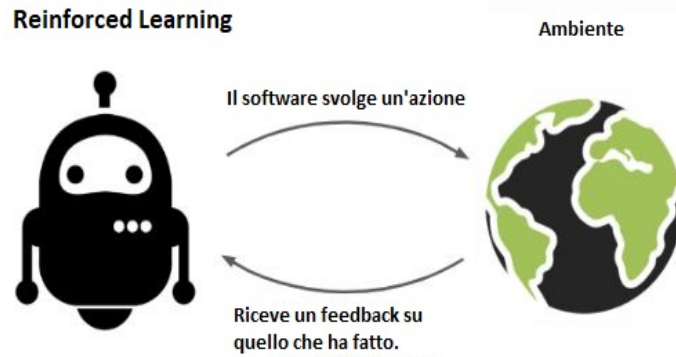 Reinforced Learning
Ambiente
Il software svolge un'azione
Riceve un feedback su
quello che ha fatto.